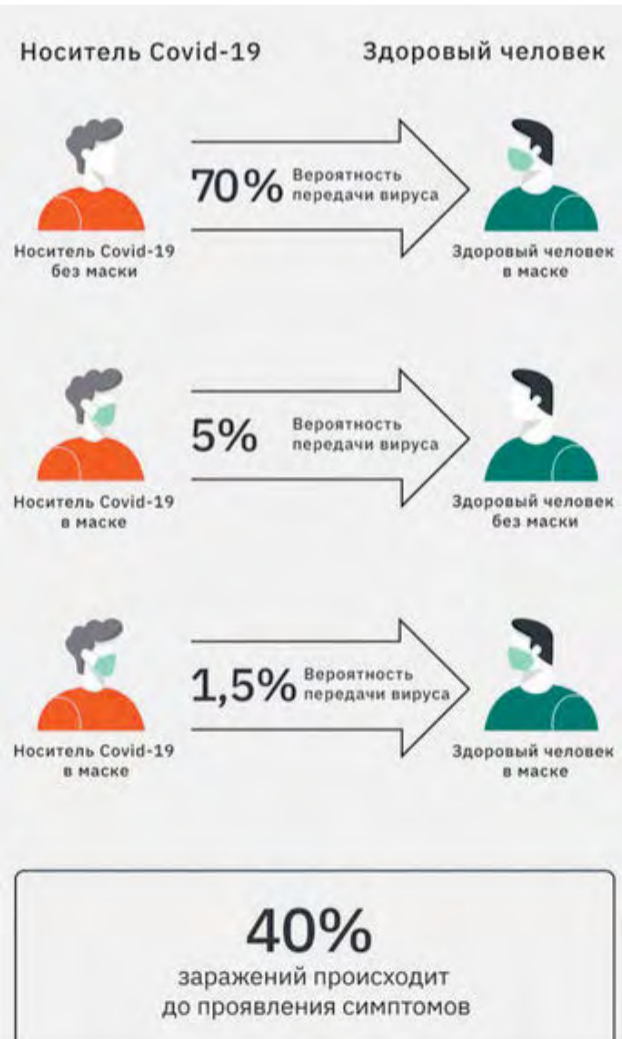 Носитель Covid-19
Здоровый человек
70%
Вероятность
передачи вируса
Носитель Covid-19
без маски
Здоровый человек
в маске
5%
Вероятность
передачи вируса
Носитель Covid-19
в маске
Здоровый человек
без маски
1,5%
Вероятность
передачи вируса
Носитель Covid-19
в маске
Здоровый человек
в маске
40%
заражений происходит
до проявления симптомов